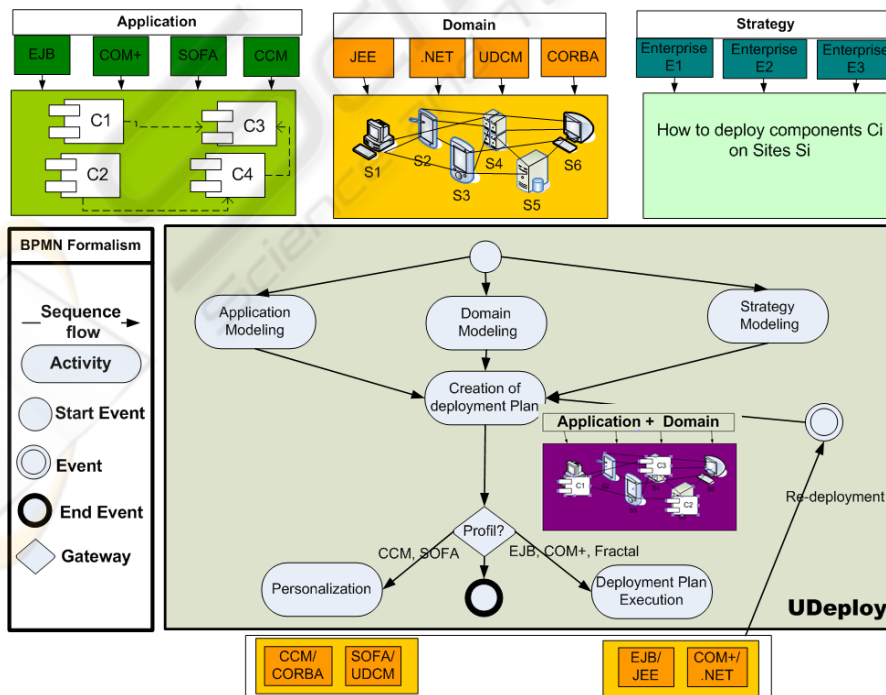 Application
EJB
COM+
SOFA
CCM
C1
C3
C2
C4
Domain
JEE
.NET
UDCM
CORBA
S1
S2
S3
S4
S5
S6
Strategy
Enterprise
E1
Enterprise
E2
Enterprise
E3
How to deploy components Ci
on Sites Si
BPMN Formalism
Sequence
flow
Activity
Start Event
Event
End Event
Gateway
Application
Modeling
Domain
Modeling
Strategy
Modeling
Creation of
deployment Plan
Application + Domain
C1
C3
C2
Re-deployment
Profil?
CCM, SOFA
EJB, COM+, Fractal
Personalization
Deployment Plan
Execution
UDeploy
CCM/
CORBA
SOFA/
UDCM
EJB/
JEE
COM+/
.NET